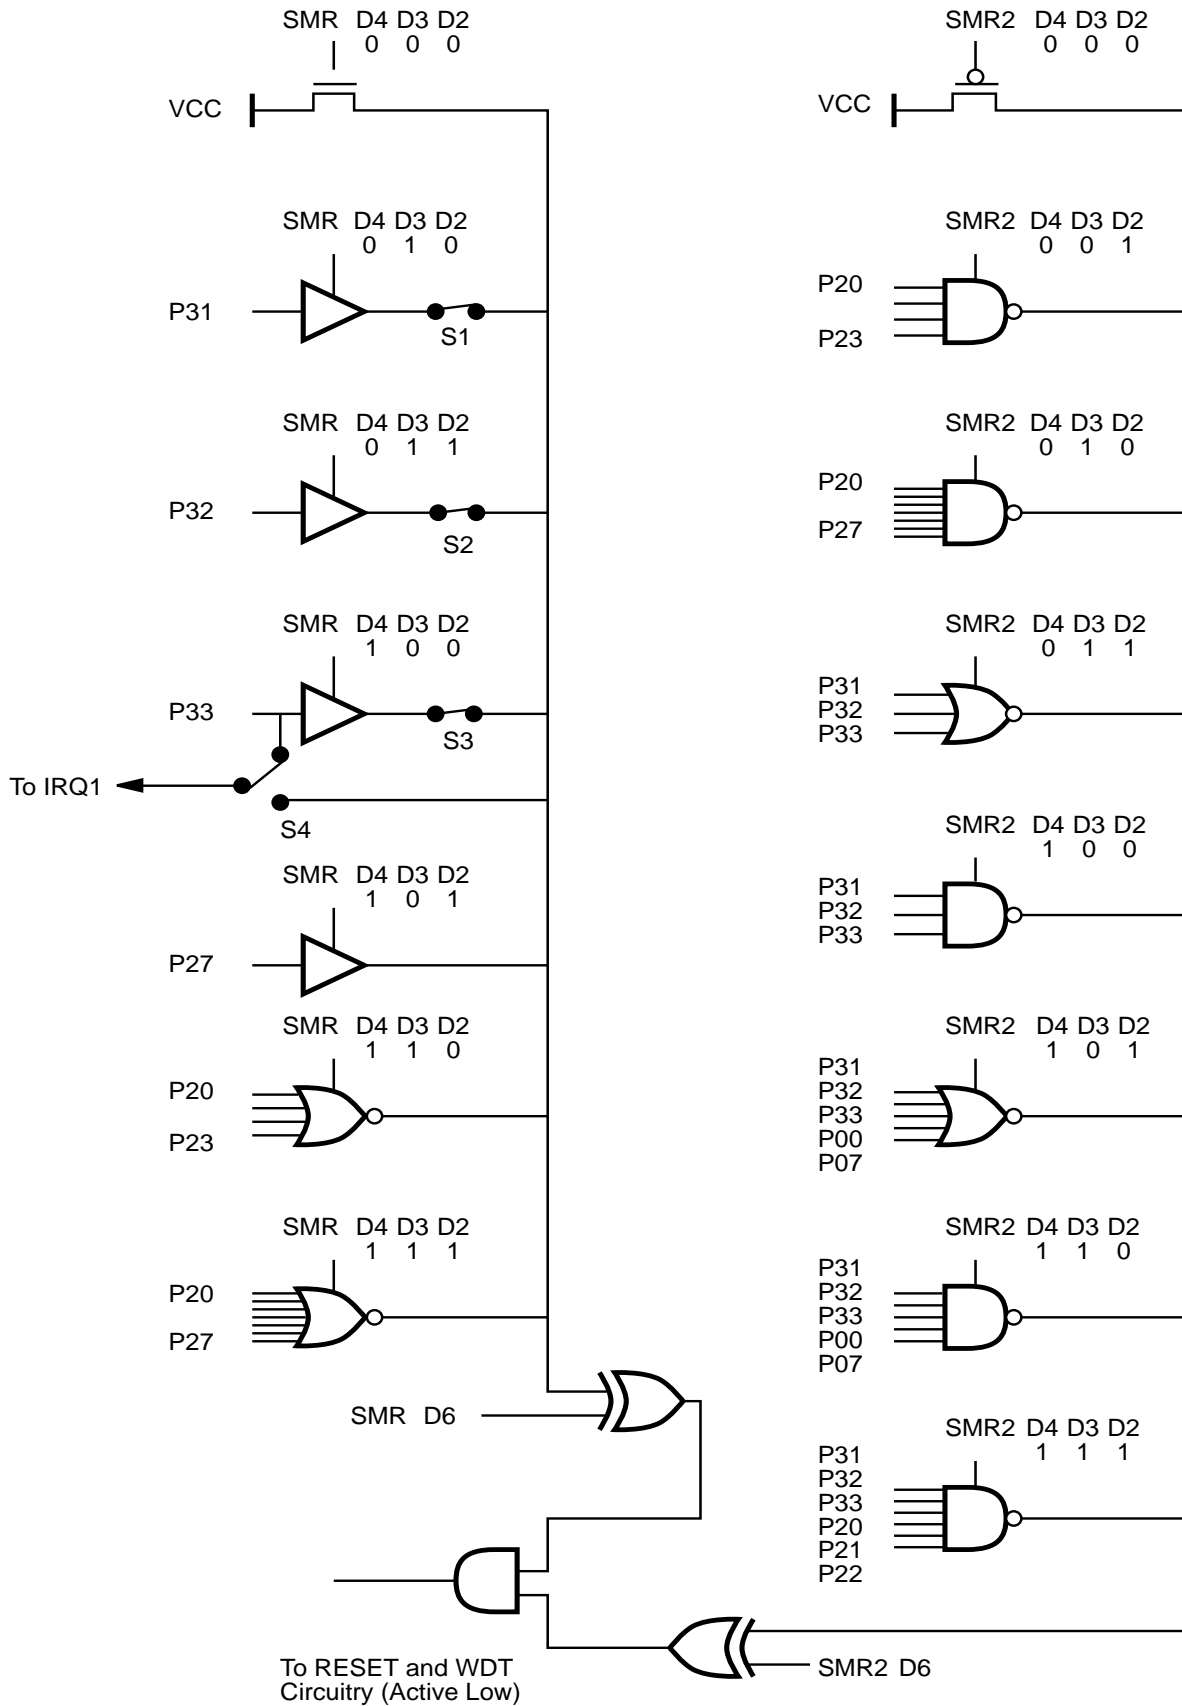 SMR D4 D3 D2
0 0 0
VCC
SMR D4 D3 D2
0 1 0
P31
S1
SMR D4 D3 D2
0 1 1
P32
S2
SMR D4 D3 D2
1 0 0
P33
S3
To IRQ1
S4
SMR D4 D3 D2
1 0 1
P27
SMR D4 D3 D2
1 1 0
P20
P23
SMR D4 D3 D2
1 1 1
P20
P27
SMR D6
To RESET and WDT
Circuitry (Active Low)
SMR2 D4 D3 D2
0 0 0
VCC
SMR2 D4 D3 D2
0 0 1
P20
P23
SMR2 D4 D3 D2
0 1 0
P20
P27
SMR2 D4 D3 D2
0 1 1
P31
P32
P33
SMR2 D4 D3 D2
1 0 0
P31
P32
P33
SMR2 D4 D3 D2
1 0 1
P31
P32
P33
P00
P07
SMR2 D4 D3 D2
1 1 0
P31
P32
P33
P00
P07
SMR2 D4 D3 D2
1 1 1
P31
P32
P33
P20
P21
P22
SMR2 D6